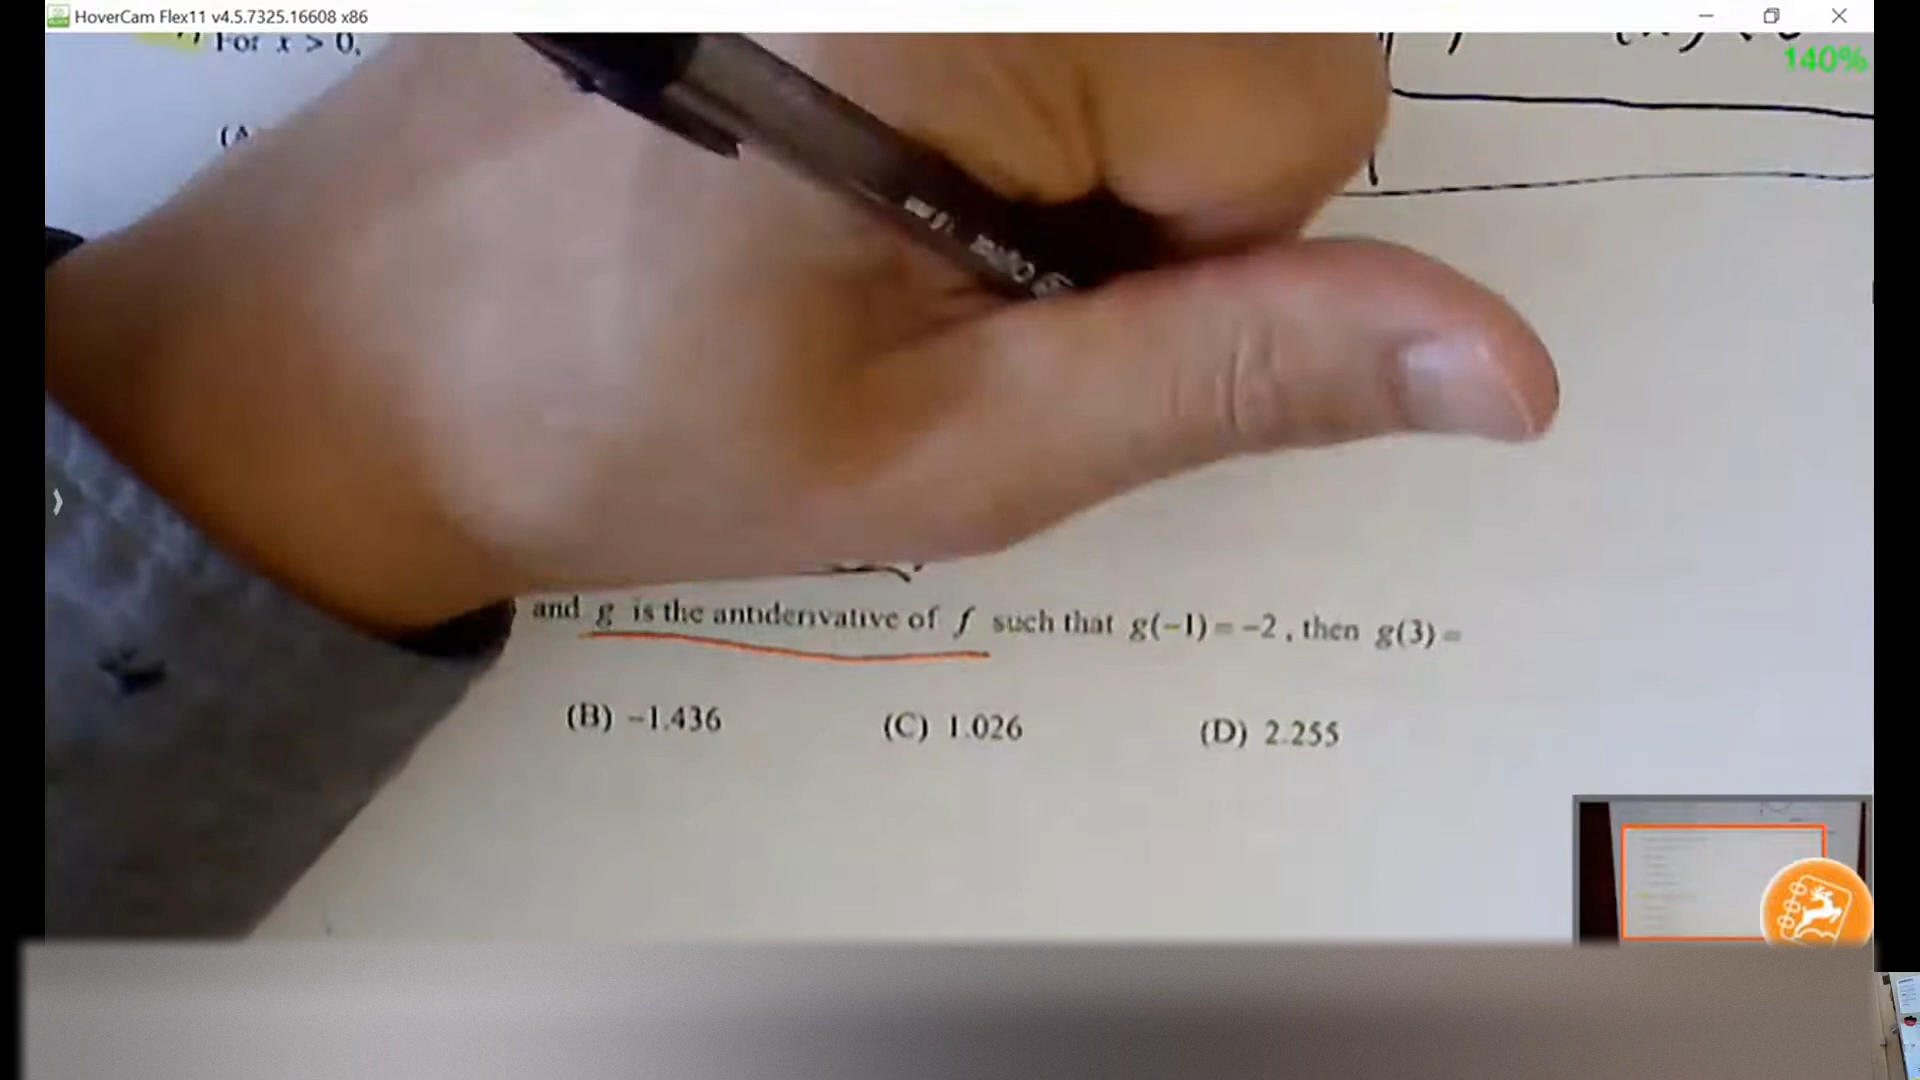 HoverCam Flex11 v4.5.7325.16608 x86
140%
For x > 0,
(A
and g is the antiderivative of f such that g(−1) = −2, then g(3) =
(B) −1.436 (C) 1.026 (D) 2.255